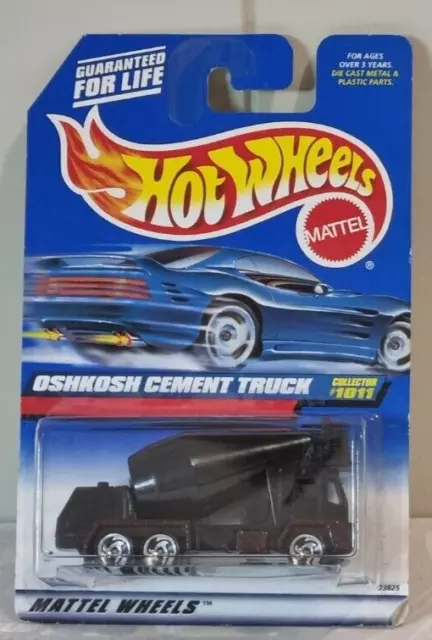 GUARANTEED
FOR LIFE
FOR AGES
OVER 3 YEARS.
DIE CAST METAL &
PLASTIC PARTS.
HOT WHEELS
MATTEL
®
OSHKOSH CEMENT TRUCK
COLLECTOR
#1011
23825
MATTEL WHEELS™